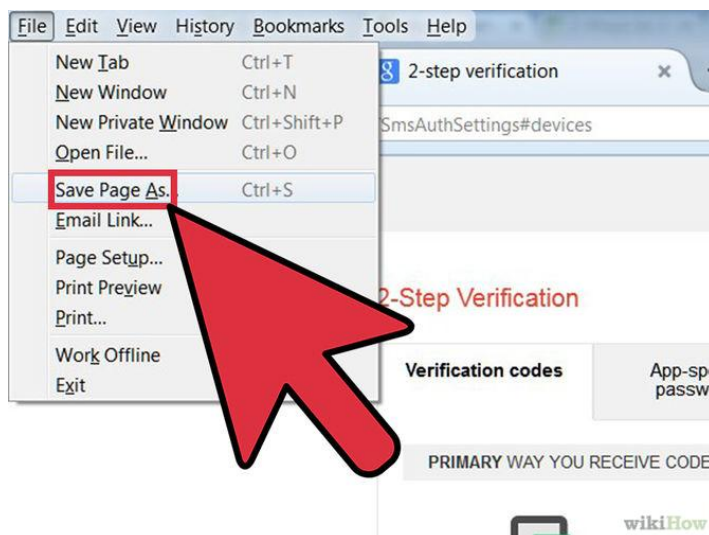 File Edit View History Bookmarks Tools Help
New Tab Ctrl+T
New Window Ctrl+N
New Private Window Ctrl+Shift+P
Open File... Ctrl+O
Save Page As... Ctrl+S
Email Link...
Page Setup...
Print Preview
Print...
Work Offline
Exit
8 2-step verification ×
SmsAuthSettings#devices
2-Step Verification
Verification codes
App-sp
passw
PRIMARY WAY YOU RECEIVE CODE
wikiHow